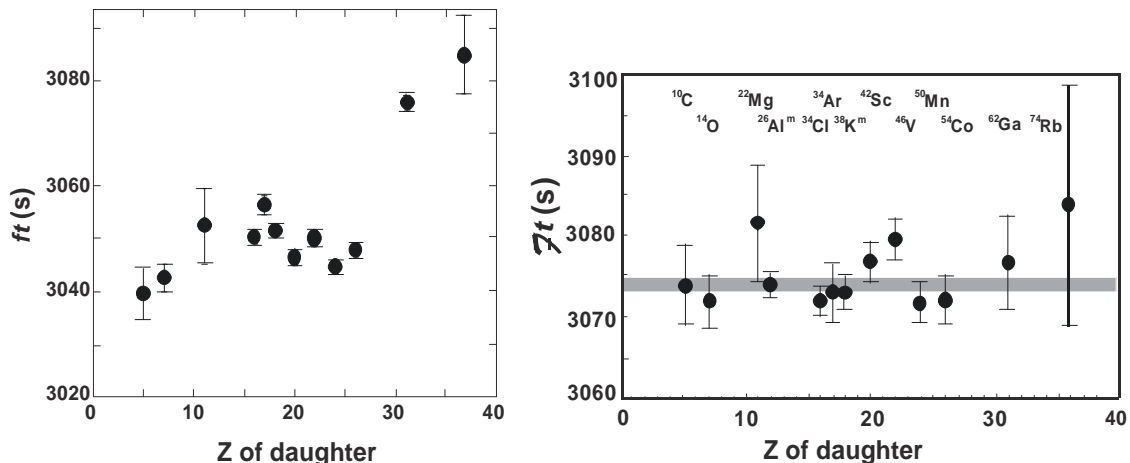 3080
3060
3040
3020
ft (s)
0 10 20 30 40
Z of daughter
3100
3090
3080
3070
3060
ℱt (s)
¹⁰C ²²Mg ³⁴Ar ⁴²Sc ⁵⁰Mn
¹⁴O ²⁶Alᵐ ³⁴Cl ³⁸Kᵐ ⁴⁶V ⁵⁴Co ⁶²Ga ⁷⁴Rb
0 10 20 30 40
Z of daughter